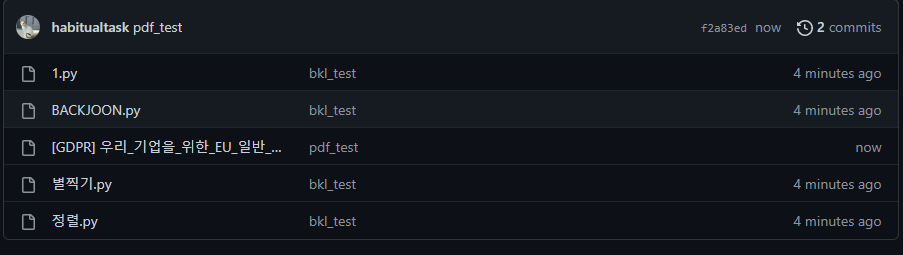 habitualtask pdf_test f2a83ed now 2 commits
1.py bkl_test 4 minutes ago
BACKJOON.py bkl_test 4 minutes ago
[GDPR] 우리_기업을_위한_EU_일반_... pdf_test now
별찍기.py bkl_test 4 minutes ago
정렬.py bkl_test 4 minutes ago